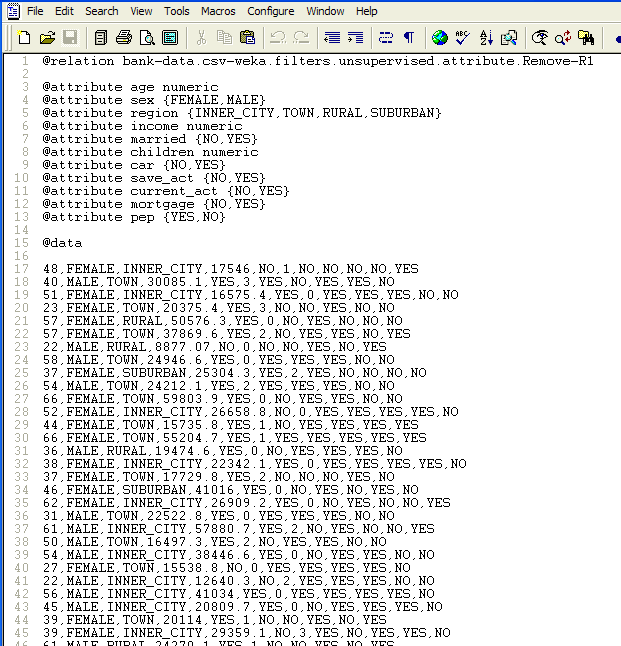 File Edit Search View Tools Macros Configure Window Help
1 @relation bank-data.csv-weka.filters.unsupervised.attribute.Remove-R1
2
3 @attribute age numeric
4 @attribute sex {FEMALE,MALE}
5 @attribute region {INNER_CITY,TOWN,RURAL,SUBURBAN}
6 @attribute income numeric
7 @attribute married {NO,YES}
8 @attribute children numeric
9 @attribute car {NO,YES}
10 @attribute save_act {NO,YES}
11 @attribute current_act {NO,YES}
12 @attribute mortgage {NO,YES}
13 @attribute pep {YES,NO}
14
15 @data
16
17 48,FEMALE,INNER_CITY,17546,NO,1,NO,NO,NO,NO,YES
18 40,MALE,TOWN,30085.1,YES,3,YES,NO,YES,YES,NO
19 51,FEMALE,INNER_CITY,16575.4,YES,0,YES,YES,YES,NO,NO
20 23,FEMALE,TOWN,20375.4,YES,3,NO,NO,YES,NO,NO
21 57,FEMALE,RURAL,50576.3,YES,0,NO,YES,NO,NO,NO
22 57,FEMALE,TOWN,37869.6,YES,2,NO,YES,YES,NO,YES
23 22,MALE,RURAL,8877.07,NO,0,NO,NO,YES,NO,YES
24 58,MALE,TOWN,24946.6,YES,0,YES,YES,YES,NO,NO
25 37,FEMALE,SUBURBAN,25304.3,YES,2,YES,NO,NO,NO,NO
26 54,MALE,TOWN,24212.1,YES,2,YES,YES,YES,NO,NO
27 66,FEMALE,TOWN,59803.9,YES,0,NO,YES,YES,NO,NO
28 52,FEMALE,INNER_CITY,26658.8,NO,0,YES,YES,YES,YES,NO
29 44,FEMALE,TOWN,15735.8,YES,1,NO,YES,YES,YES,YES
30 66,FEMALE,TOWN,55204.7,YES,1,YES,YES,YES,YES,YES
31 36,MALE,RURAL,19474.6,YES,0,NO,YES,YES,YES,NO
32 38,FEMALE,INNER_CITY,22342.1,YES,0,YES,YES,YES,YES,NO
33 37,FEMALE,TOWN,17729.8,YES,2,NO,NO,NO,YES,NO
34 46,FEMALE,SUBURBAN,41016,YES,0,NO,YES,NO,YES,NO
35 62,FEMALE,INNER_CITY,26909.2,YES,0,NO,YES,NO,NO,YES
36 31,MALE,TOWN,22522.8,YES,0,YES,YES,YES,NO,NO
37 61,MALE,INNER_CITY,57880.7,YES,2,NO,YES,NO,NO,YES
38 50,MALE,TOWN,16497.3,YES,2,NO,YES,YES,NO,NO
39 54,MALE,INNER_CITY,38446.6,YES,0,NO,YES,YES,NO,NO
40 27,FEMALE,TOWN,15538.8,NO,0,YES,YES,YES,YES,NO
41 22,MALE,INNER_CITY,12640.3,NO,2,YES,YES,YES,NO,NO
42 56,MALE,INNER_CITY,41034,YES,0,YES,YES,YES,YES,NO
43 45,MALE,INNER_CITY,20809.7,YES,0,NO,YES,YES,YES,NO
44 39,FEMALE,TOWN,20114,YES,1,NO,NO,YES,NO,YES
45 39,FEMALE,INNER_CITY,29359.1,NO,3,YES,NO,YES,YES,NO
46 61,MALE,RURAL,24270.1,YES,1,NO,NO,YES,NO,YES